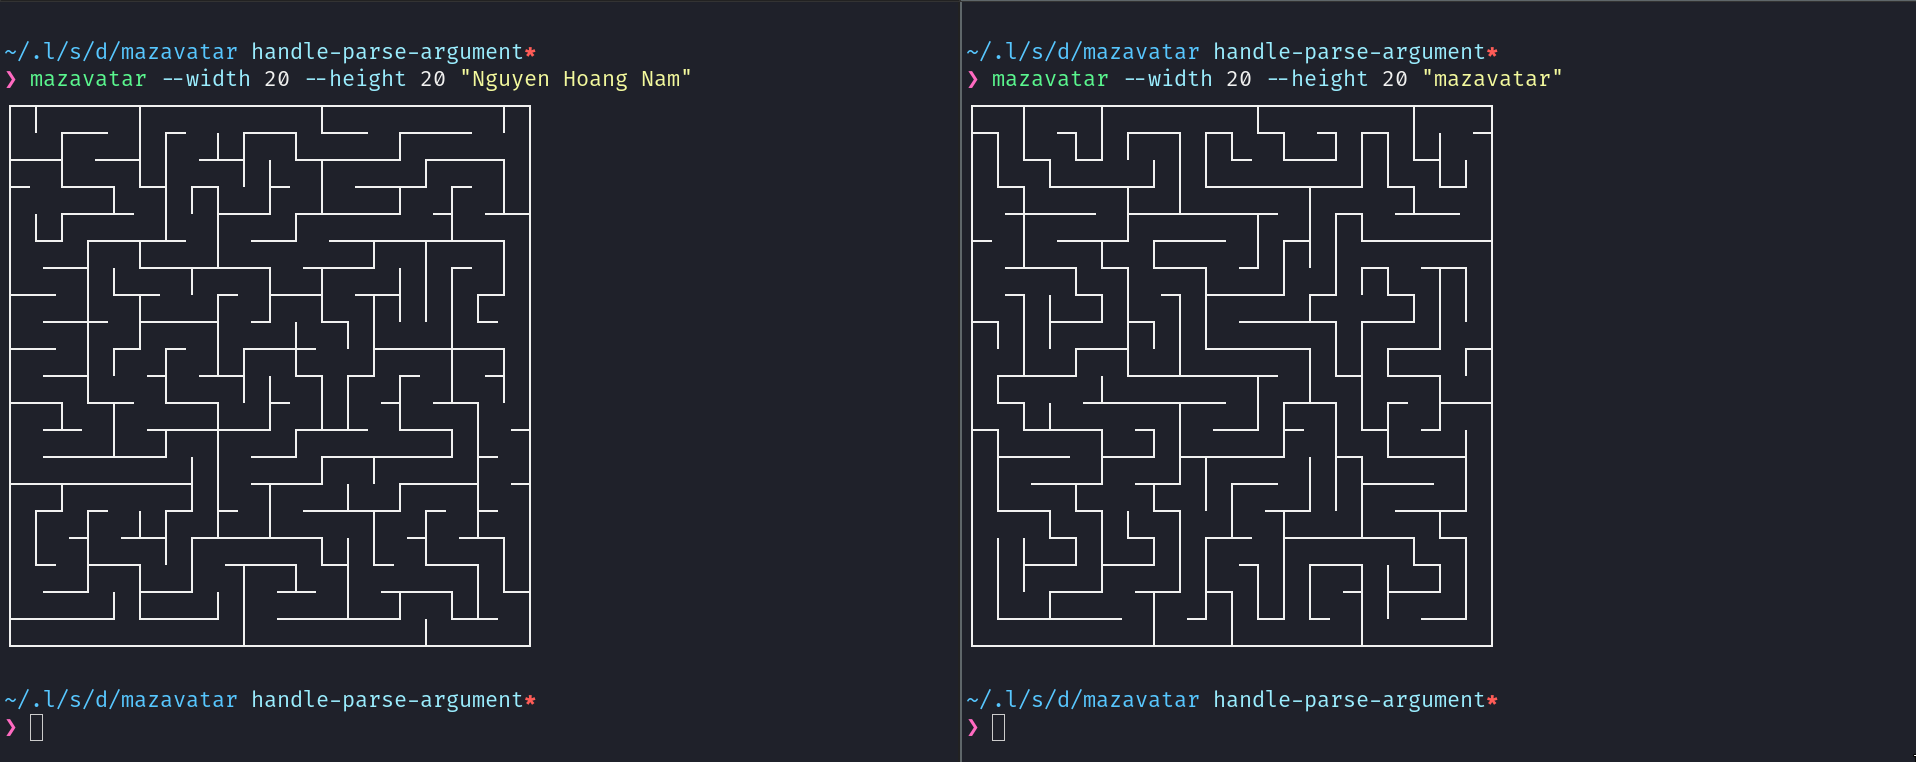 ~/.l/s/d/mazavatar handle-parse-argument*
❯ mazavatar --width 20 --height 20 "Nguyen Hoang Nam"
~/.l/s/d/mazavatar handle-parse-argument*
❯
~/.l/s/d/mazavatar handle-parse-argument*
❯ mazavatar --width 20 --height 20 "mazavatar"
~/.l/s/d/mazavatar handle-parse-argument*
❯